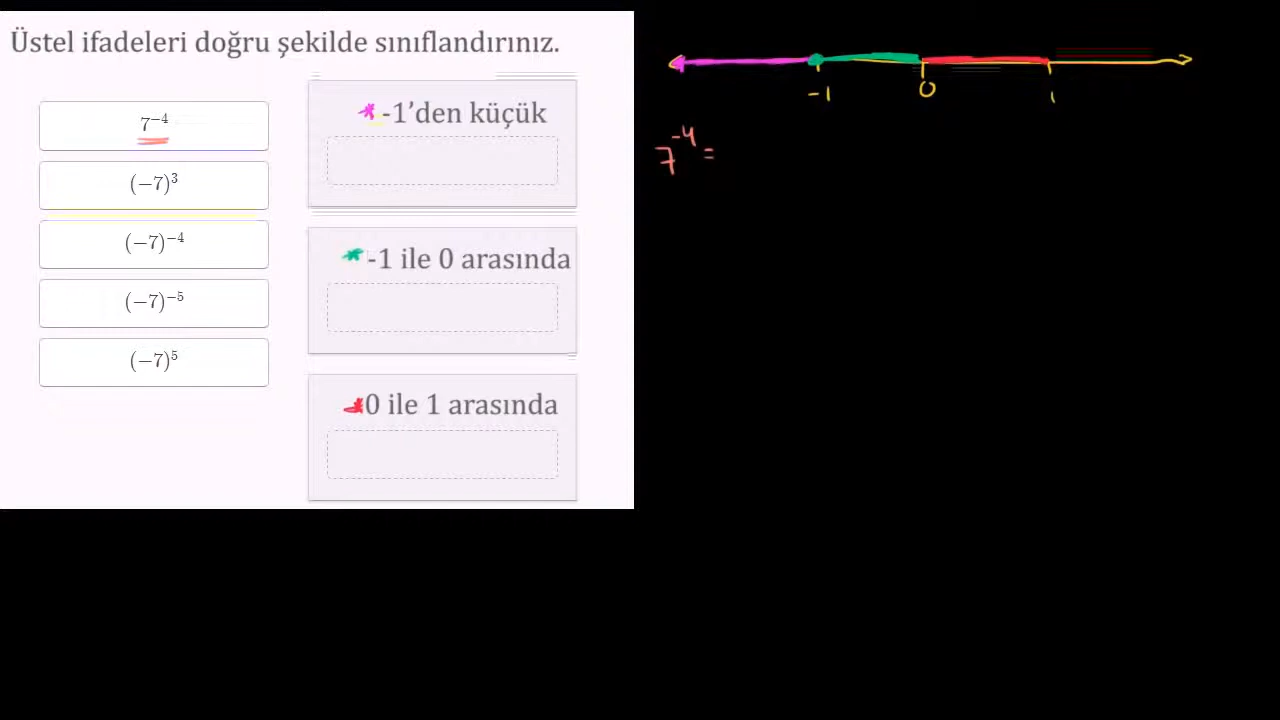 Üstel ifadeleri doğru şekilde sınıflandırınız.
7⁻⁴
(−7)³
(−7)⁻⁴
(−7)⁻⁵
(−7)⁵
-1’den küçük
-1 ile 0 arasında
0 ile 1 arasında
-1 0 1
7⁻⁴ =